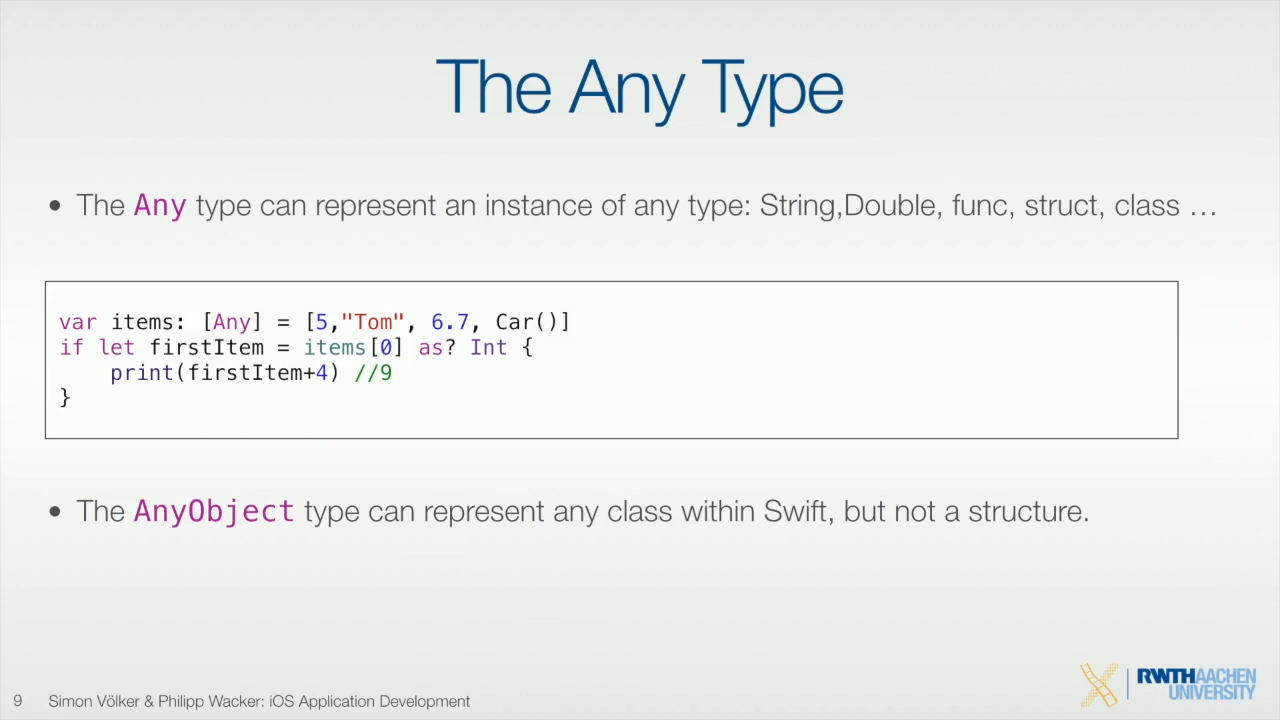 The Any Type
• The Any type can represent an instance of any type: String,Double, func, struct, class …
var items: [Any] = [5,"Tom", 6.7, Car()]
if let firstItem = items[0] as? Int {
    print(firstItem+4) //9
}
• The AnyObject type can represent any class within Swift, but not a structure.
9 Simon Völker & Philipp Wacker: iOS Application Development
RWTHAACHEN
UNIVERSITY